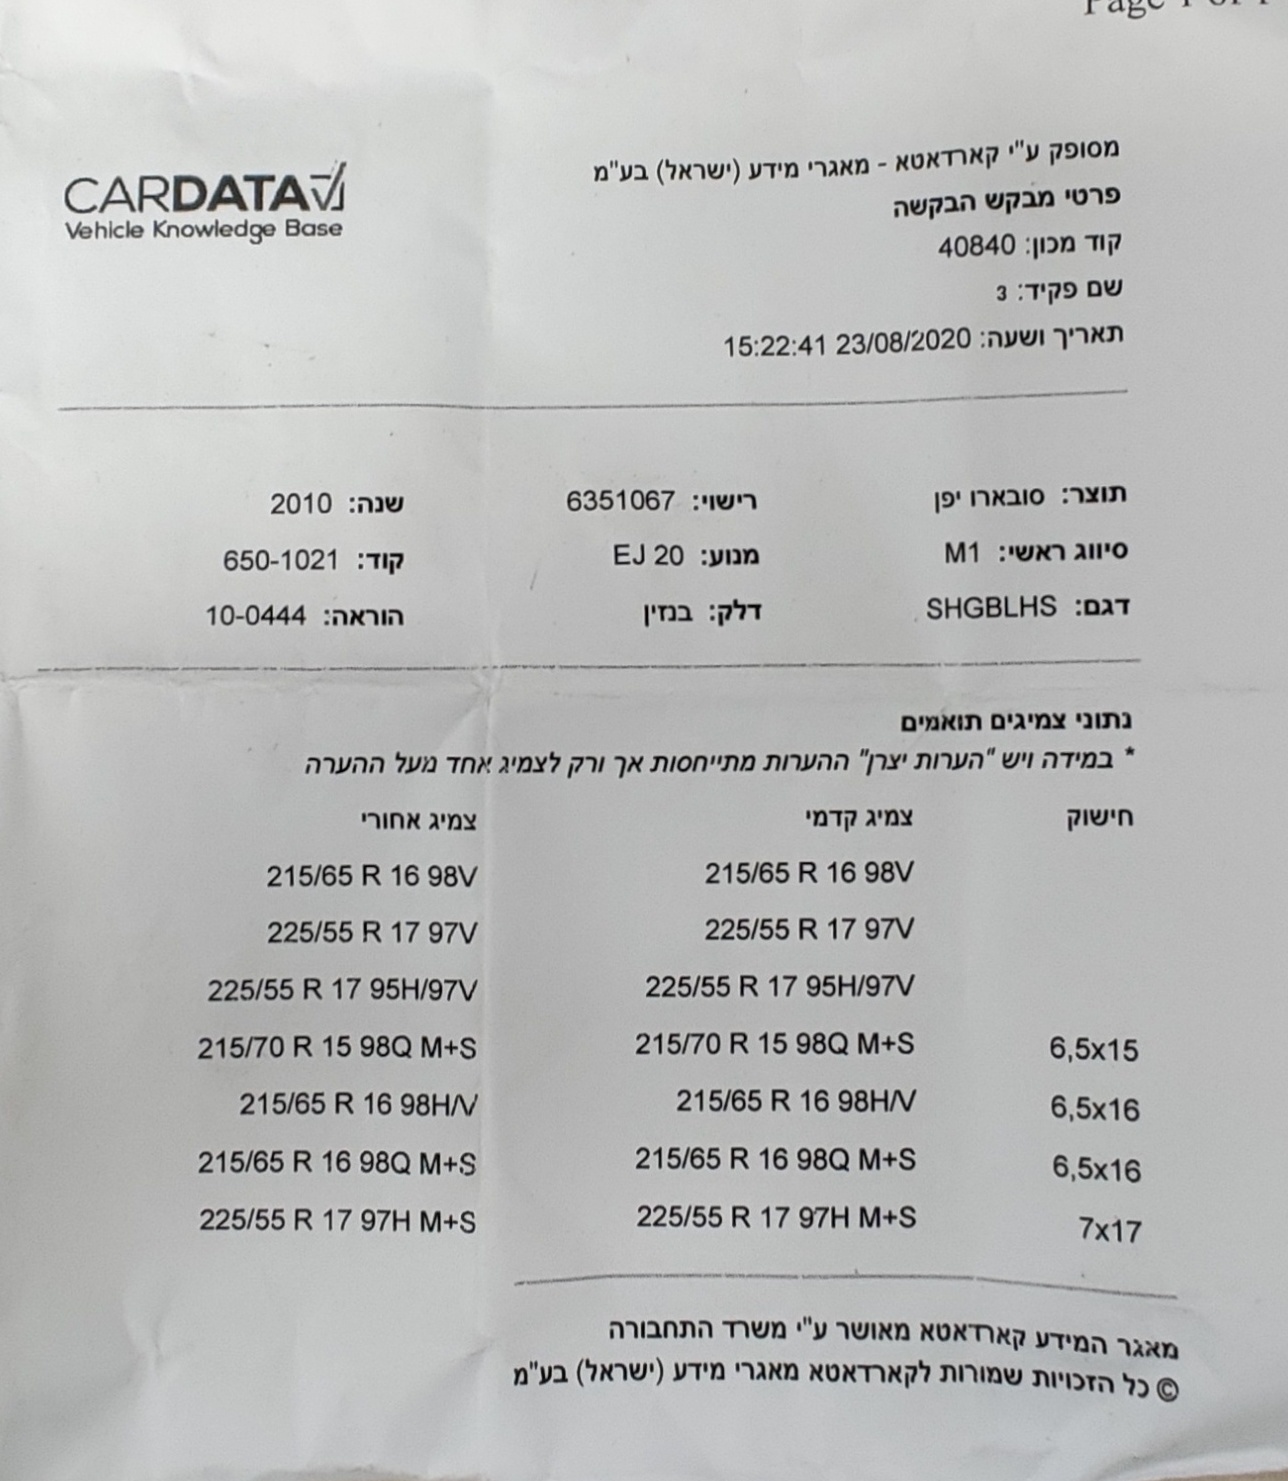 Page 1 of 1
CARDATA
Vehicle Knowledge Base
מסופק ע"י קארדאטא - מאגרי מידע (ישראל) בע"מ
פרטי מבקש הבקשה
קוד מכון: 40840
שם פקיד: 3
תאריך ושעה: 23/08/2020 15:22:41
תוצר: סובארו יפן רישוי: 6351067 שנה: 2010
סיווג ראשי: M1 מנוע: EJ 20 קוד: 650-1021
דגם: SHGBLHS דלק: בנזין הוראה: 10-0444
נתוני צמיגים תואמים
* במידה ויש "הערות יצרן" ההערות מתייחסות אך ורק לצמיג אחד מעל ההערה
חישוק צמיג קדמי צמיג אחורי
215/65 R 16 98V 215/65 R 16 98V
225/55 R 17 97V 225/55 R 17 97V
225/55 R 17 95H/97V 225/55 R 17 95H/97V
6,5x15 215/70 R 15 98Q M+S 215/70 R 15 98Q M+S
6,5x16 215/65 R 16 98H/V 215/65 R 16 98H/V
6,5x16 215/65 R 16 98Q M+S 215/65 R 16 98Q M+S
7x17 225/55 R 17 97H M+S 225/55 R 17 97H M+S
מאגר המידע קארדאטא מאושר ע"י משרד התחבורה
© כל הזכויות שמורות לקארדאטא מאגרי מידע (ישראל) בע"מ